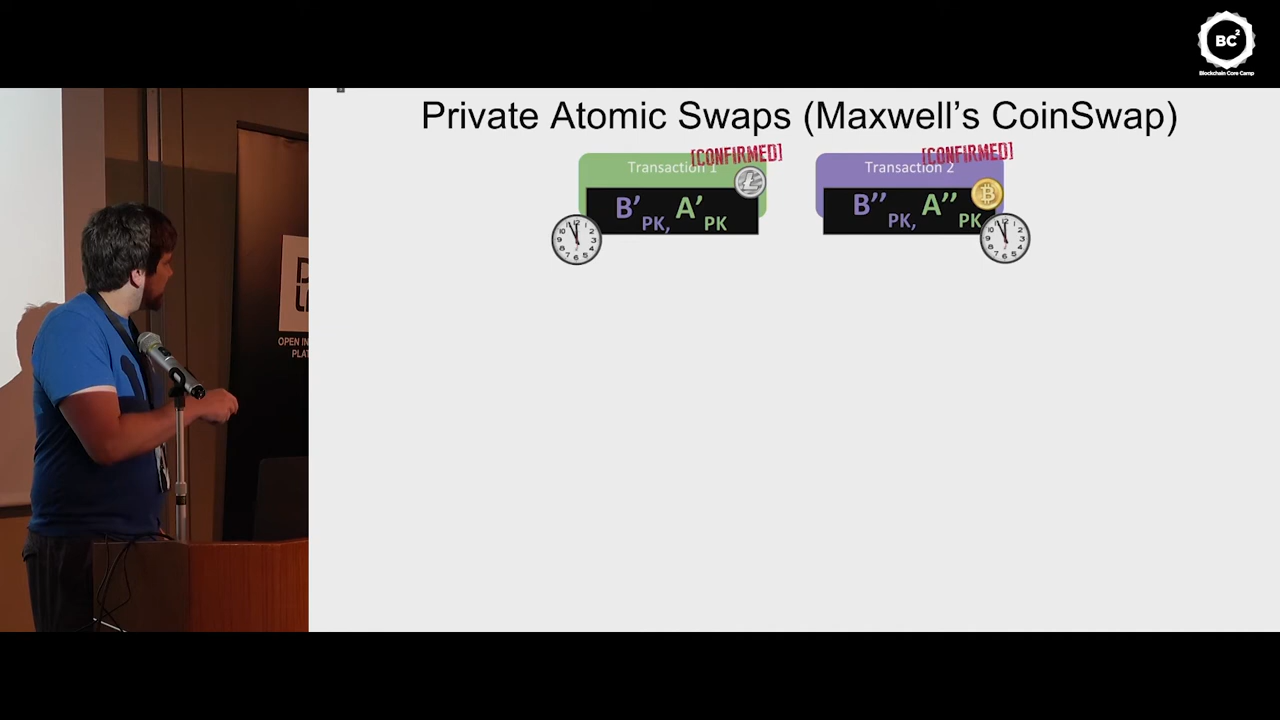 BC²
Blockchain Core Camp
Private Atomic Swaps (Maxwell's CoinSwap)
[CONFIRMED]
[CONFIRMED]
Transaction 1
Transaction 2
B'PK, A'PK
B''PK, A''PK
OPEN IN
PLAT